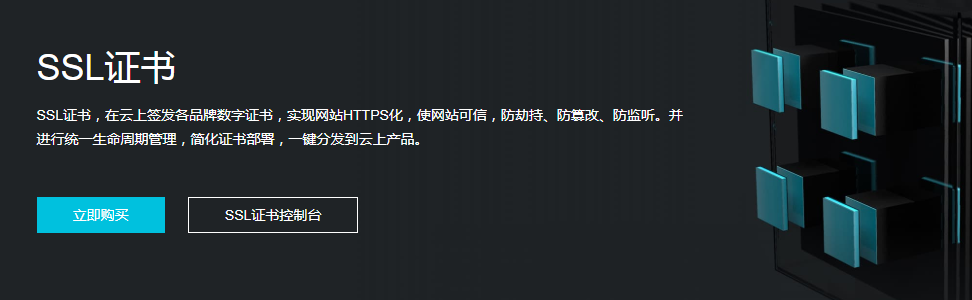 SSL证书
SSL证书，在云上签发各品牌数字证书，实现网站HTTPS化，使网站可信，防劫持、防篡改、防监听。并
进行统一生命周期管理，简化证书部署，一键分发到云上产品。
立即购买
SSL证书控制台